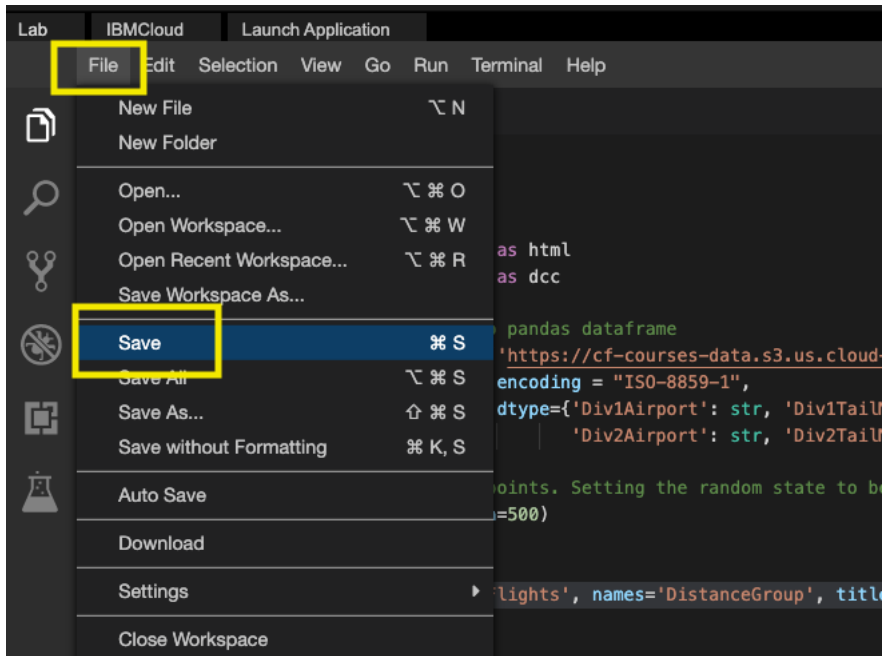 Lab IBMCloud Launch Application
File Edit Selection View Go Run Terminal Help
New File ⌥ N
New Folder
Open... ⌥ ⌘ O
Open Workspace... ⌥ ⌘ W
Open Recent Workspace... ⌥ ⌘ R
Save Workspace As...
Save ⌘ S
Save All ⌥ ⌘ S
Save As... ⇧ ⌘ S
Save without Formatting ⌘ K, S
Auto Save
Download
Settings
Close Workspace
as html
as dcc
pandas dataframe
'https://cf-courses-data.s3.us.cloud-
encoding = "ISO-8859-1",
dtype={'Div1Airport': str, 'Div1Tail
'Div2Airport': str, 'Div2Tail
oints. Setting the random state to be
=500)
lights', names='DistanceGroup', title